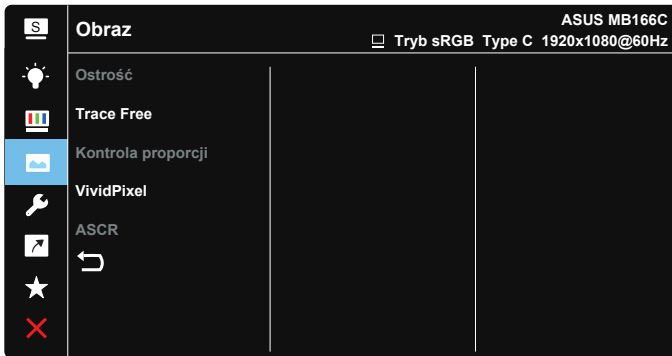 S
Obraz
ASUS MB166C
Tryb sRGB Type C 1920x1080@60Hz
Ostrość
Trace Free
Kontrola proporcji
VividPixel
ASCR